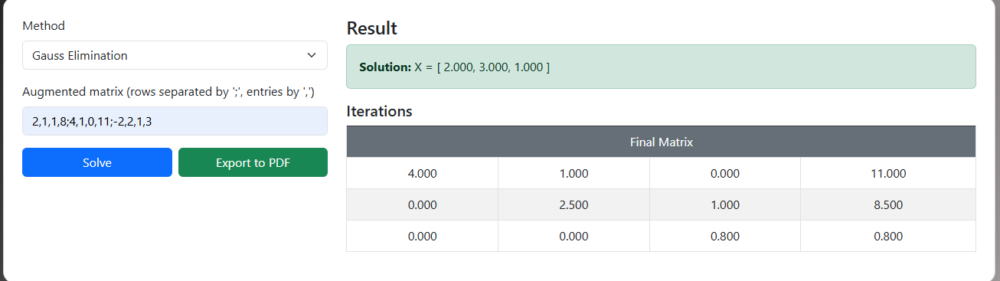 Method
Gauss Elimination
Augmented matrix (rows separated by ';', entries by ',')
2,1,1,8;4,1,0,11;-2,2,1,3
Solve
Export to PDF
Result
Solution: X = [ 2.000, 3.000, 1.000 ]
Iterations
Final Matrix
4.000 1.000 0.000 11.000
0.000 2.500 1.000 8.500
0.000 0.000 0.800 0.800